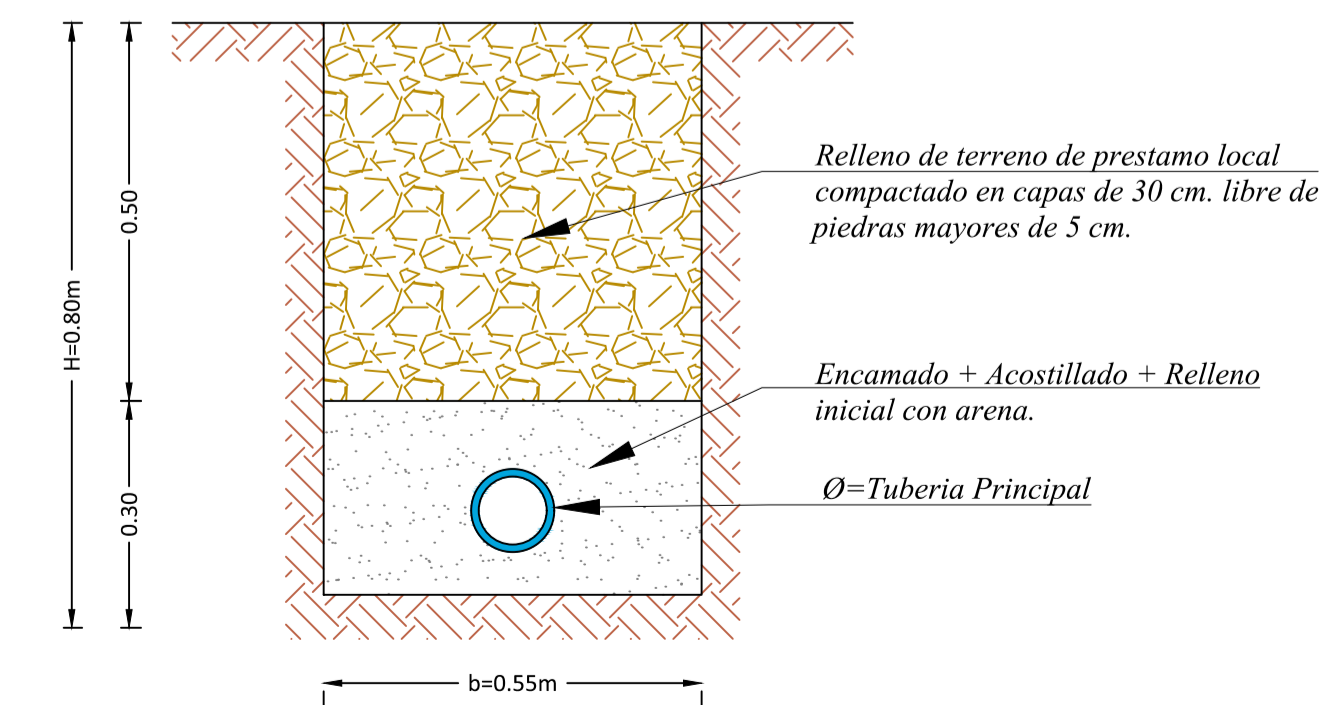 H=0.80m
0.50
0.30
Relleno de terreno de prestamo local
compactado en capas de 30 cm. libre de
piedras mayores de 5 cm.
Encamado + Acostillado + Relleno
inicial con arena.
Ø=Tuberia Principal
b=0.55m